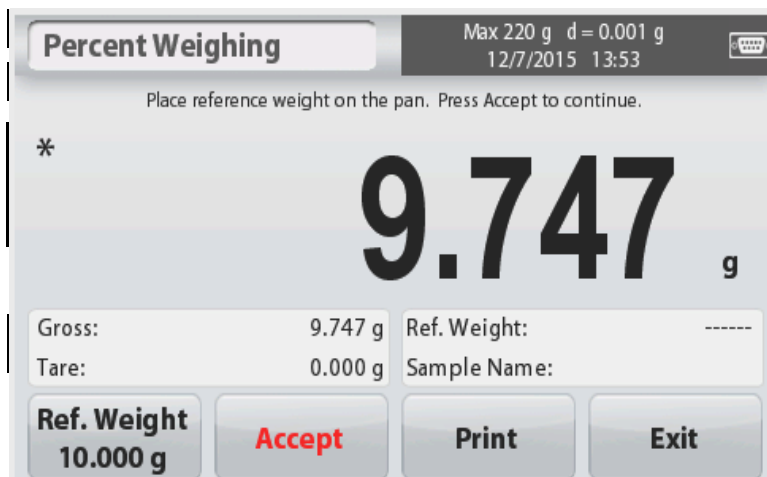 Percent Weighing
Max 220 g d = 0.001 g
12/7/2015 13:53
Place reference weight on the pan. Press Accept to continue.
*
9.747 g
Gross: 9.747 g
Tare: 0.000 g
Ref. Weight: ------
Sample Name:
Ref. Weight
10.000 g
Accept
Print
Exit